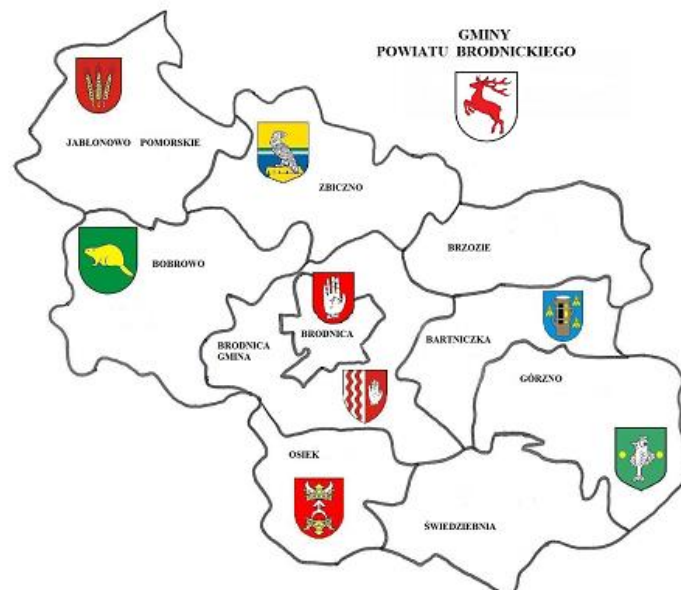 GMINY
POWIATU BRODNICKIEGO
JABŁONOWO POMORSKIE
ZBICZNO
BRZOZIE
BOBROWO
BRODNICA
BRODNICA
GMINA
BARTNICZKA
GÓRZNO
OSIEK
ŚWIEDZIEBNIA